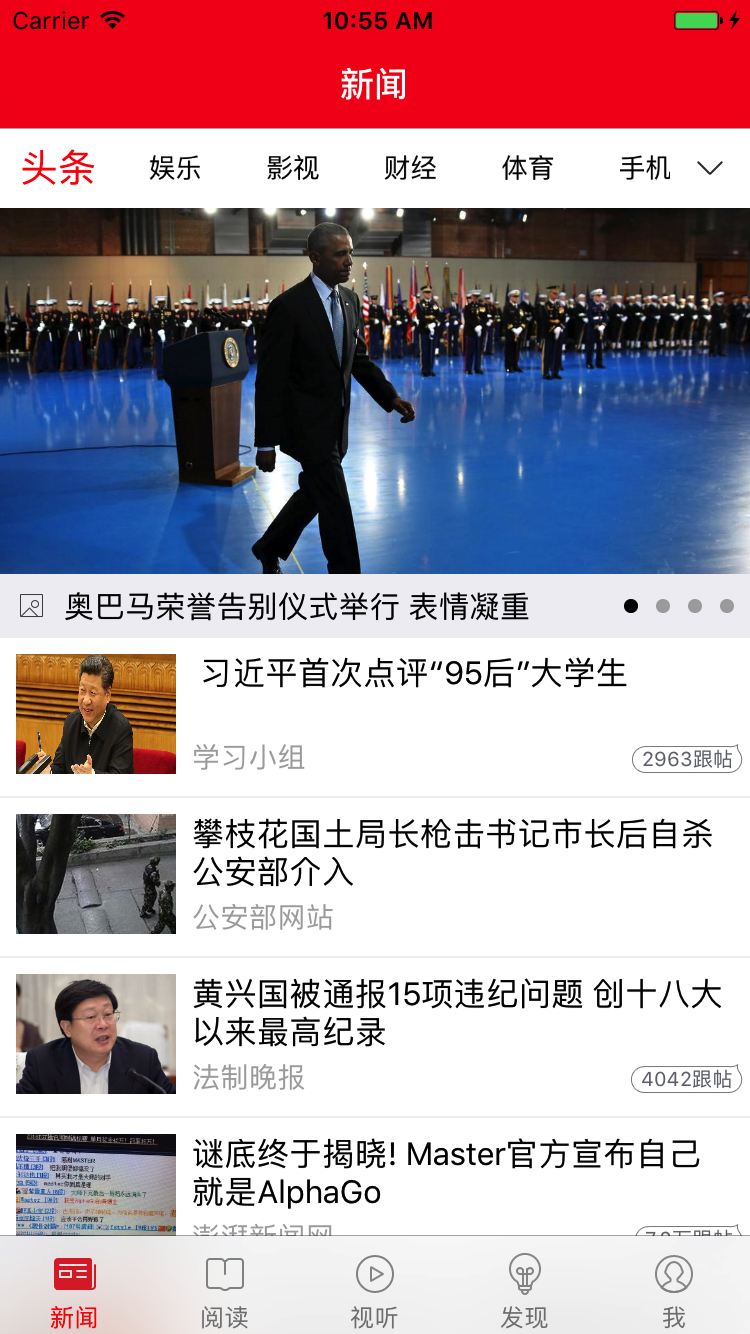 Carrier 10:55 AM
新闻
头条 娱乐 影视 财经 体育 手机
奥巴马荣誉告别仪式举行 表情凝重
习近平首次点评“95后”大学生
学习小组 2963跟帖
攀枝花国土局长枪击书记市长后自杀
公安部介入
公安部网站
黄兴国被通报15项违纪问题 创十八大
以来最高纪录
法制晚报 4042跟帖
谜底终于揭晓! Master官方宣布自己
就是AlphaGo
澎湃新闻网
新闻 阅读 视听 发现 我